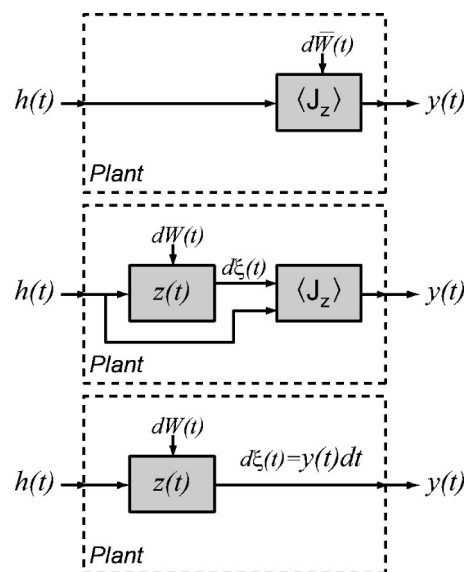 dW̅(t)
h(t) ⟨J_z⟩ y(t)
Plant
dW(t)
dξ(t)
h(t) z(t) ⟨J_z⟩ y(t)
Plant
dW(t)
dξ(t)=y(t)dt
h(t) z(t) y(t)
Plant